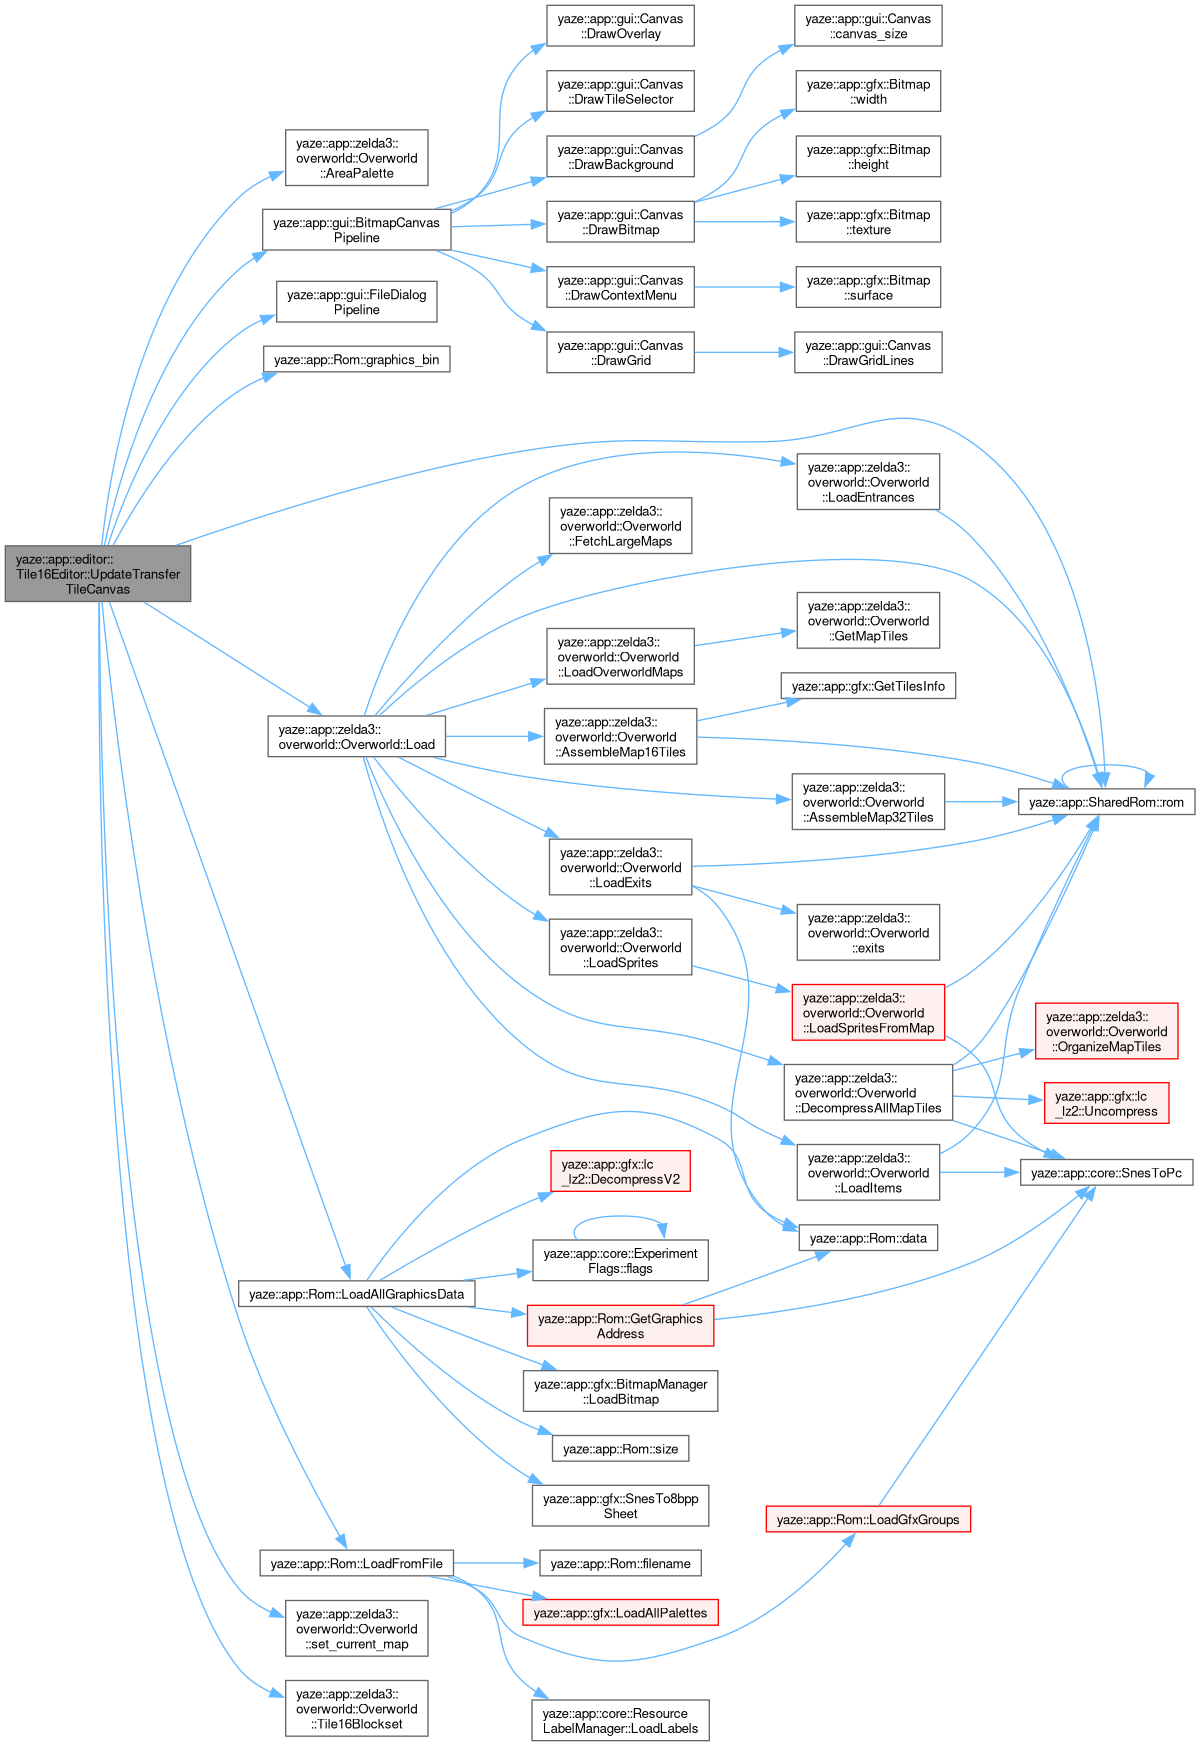 yaze::app::gui::Canvas
::DrawOverlay
yaze::app::gui::Canvas
::canvas_size
yaze::app::gui::Canvas
::DrawTileSelector
yaze::app::gfx::Bitmap
::width
yaze::app::zelda3::
overworld::Overworld
::AreaPalette
yaze::app::gui::Canvas
::DrawBackground
yaze::app::gfx::Bitmap
::height
yaze::app::gui::BitmapCanvas
Pipeline
yaze::app::gui::Canvas
::DrawBitmap
yaze::app::gfx::Bitmap
::texture
yaze::app::gui::FileDialog
Pipeline
yaze::app::gui::Canvas
::DrawContextMenu
yaze::app::gfx::Bitmap
::surface
yaze::app::Rom::graphics_bin
yaze::app::gui::Canvas
::DrawGrid
yaze::app::gui::Canvas
::DrawGridLines
yaze::app::zelda3::
overworld::Overworld
::LoadEntrances
yaze::app::zelda3::
overworld::Overworld
::FetchLargeMaps
yaze::app::editor::
Tile16Editor::UpdateTransfer
TileCanvas
yaze::app::zelda3::
overworld::Overworld
::GetMapTiles
yaze::app::zelda3::
overworld::Overworld
::LoadOverworldMaps
yaze::app::gfx::GetTilesInfo
yaze::app::zelda3::
overworld::Overworld::Load
yaze::app::zelda3::
overworld::Overworld
::AssembleMap16Tiles
yaze::app::zelda3::
overworld::Overworld
::AssembleMap32Tiles
yaze::app::SharedRom::rom
yaze::app::zelda3::
overworld::Overworld
::LoadExits
yaze::app::zelda3::
overworld::Overworld
::exits
yaze::app::zelda3::
overworld::Overworld
::LoadSprites
yaze::app::zelda3::
overworld::Overworld
::LoadSpritesFromMap
yaze::app::zelda3::
overworld::Overworld
::OrganizeMapTiles
yaze::app::zelda3::
overworld::Overworld
::DecompressAllMapTiles
yaze::app::gfx::lc
_lz2::Uncompress
yaze::app::gfx::lc
_lz2::DecompressV2
yaze::app::zelda3::
overworld::Overworld
::LoadItems
yaze::app::core::SnesToPc
yaze::app::Rom::data
yaze::app::core::Experiment
Flags::flags
yaze::app::Rom::LoadAllGraphicsData
yaze::app::Rom::GetGraphics
Address
yaze::app::gfx::BitmapManager
::LoadBitmap
yaze::app::Rom::size
yaze::app::gfx::SnesTo8bpp
Sheet
yaze::app::Rom::LoadGfxGroups
yaze::app::Rom::LoadFromFile
yaze::app::Rom::filename
yaze::app::gfx::LoadAllPalettes
yaze::app::zelda3::
overworld::Overworld
::set_current_map
yaze::app::zelda3::
overworld::Overworld
::Tile16Blockset
yaze::app::core::Resource
LabelManager::LoadLabels